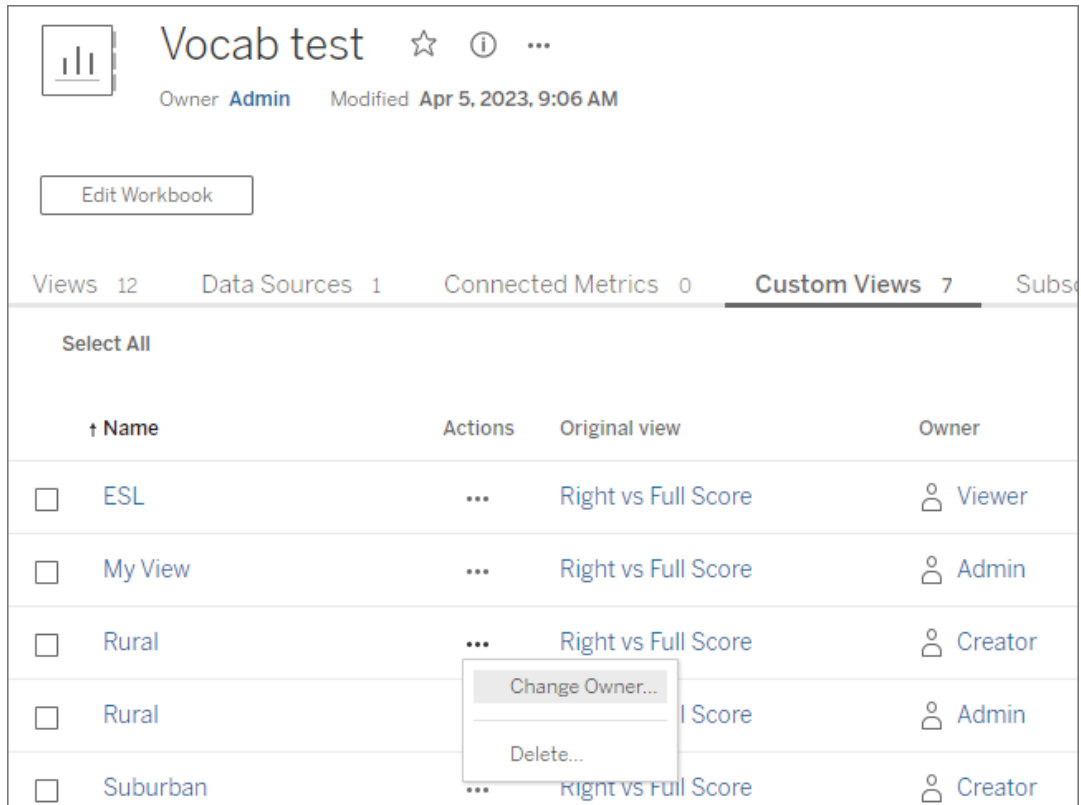 Vocab test
Owner Admin Modified Apr 5, 2023, 9:06 AM
Edit Workbook
Views 12 Data Sources 1 Connected Metrics 0 Custom Views 7
Select All
↑ Name Actions Original view Owner
ESL ... Right vs Full Score Viewer
My View ... Right vs Full Score Admin
Rural ... Right vs Full Score Creator
Change Owner...
Rural Score Admin
Delete...
Suburban ... Right vs Full Score Creator